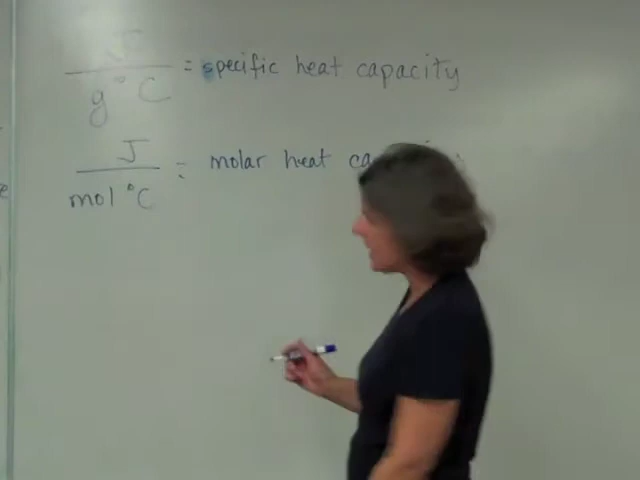 J
g°C = specific heat capacity
J
mol °C = molar heat